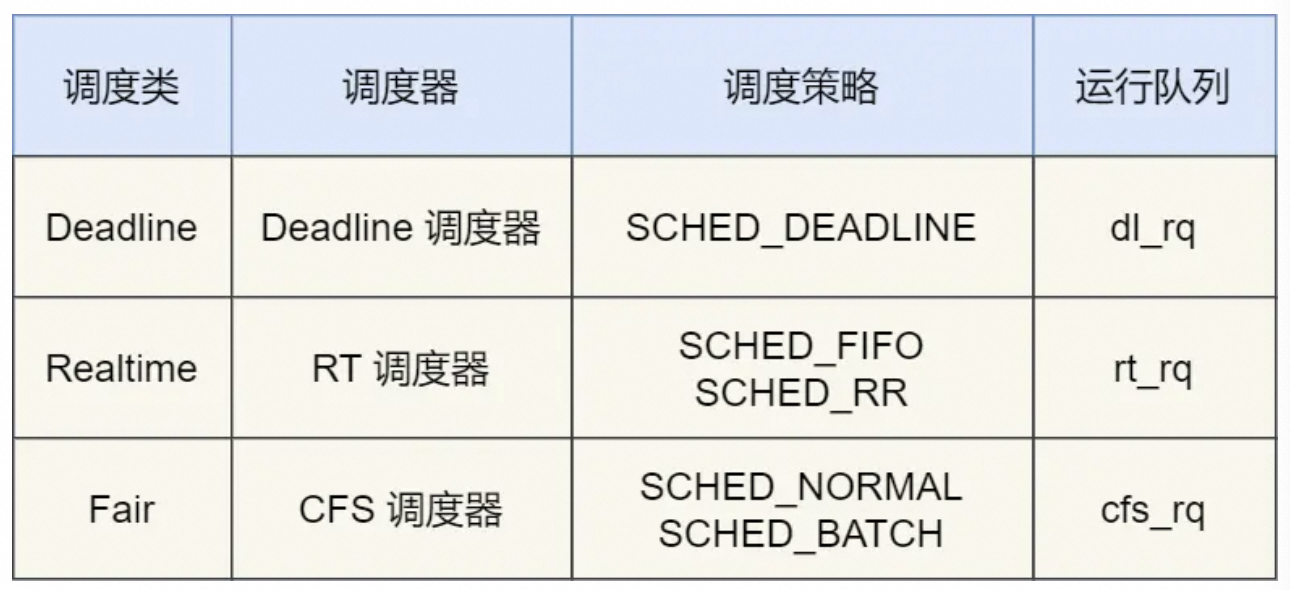 调度类 调度器 调度策略 运行队列
Deadline Deadline 调度器 SCHED_DEADLINE dl_rq
Realtime RT 调度器 SCHED_FIFO SCHED_RR rt_rq
Fair CFS 调度器 SCHED_NORMAL SCHED_BATCH cfs_rq